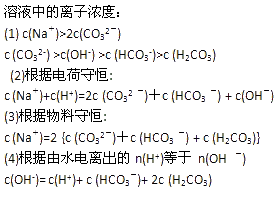 溶液中的离子浓度：
(1) c(Na⁺)>2c(CO₃²⁻)
c (CO₃²⁻) >c(OH⁻) >c (HCO₃⁻)>c (H₂CO₃)
(2)根据电荷守恒:
c (Na⁺)+c(H⁺)=2c (CO₃² ⁻)＋c (HCO₃ ⁻) + c(OH⁻)
(3)根据物料守恒:
c (Na⁺)=2 {c (CO₃²⁻)＋c (HCO₃ ⁻) + c (H₂CO₃)}
(4)根据由水电离出的 n(H⁺)等于 n(OH ⁻)
c(OH⁻)= c(H⁺)+ c (HCO₃⁻)+ 2c (H₂CO₃)